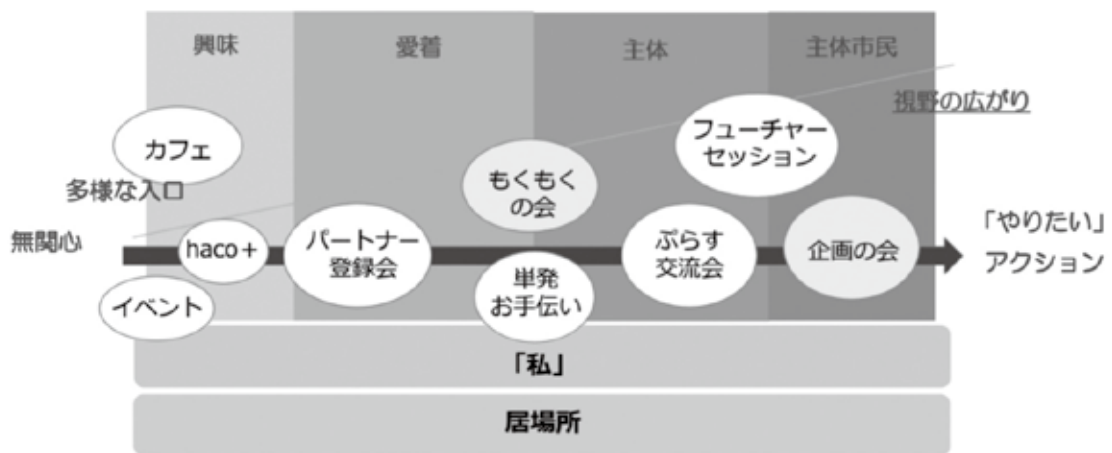 興味
愛着
主体
主体市民
視野の広がり
カフェ
フューチャー
セッション
多様な入口
もくもく
の会
無関心
haco+
パートナー
登録会
ぷらす
交流会
企画の会
「やりたい」
アクション
イベント
単発
お手伝い
「私」
居場所